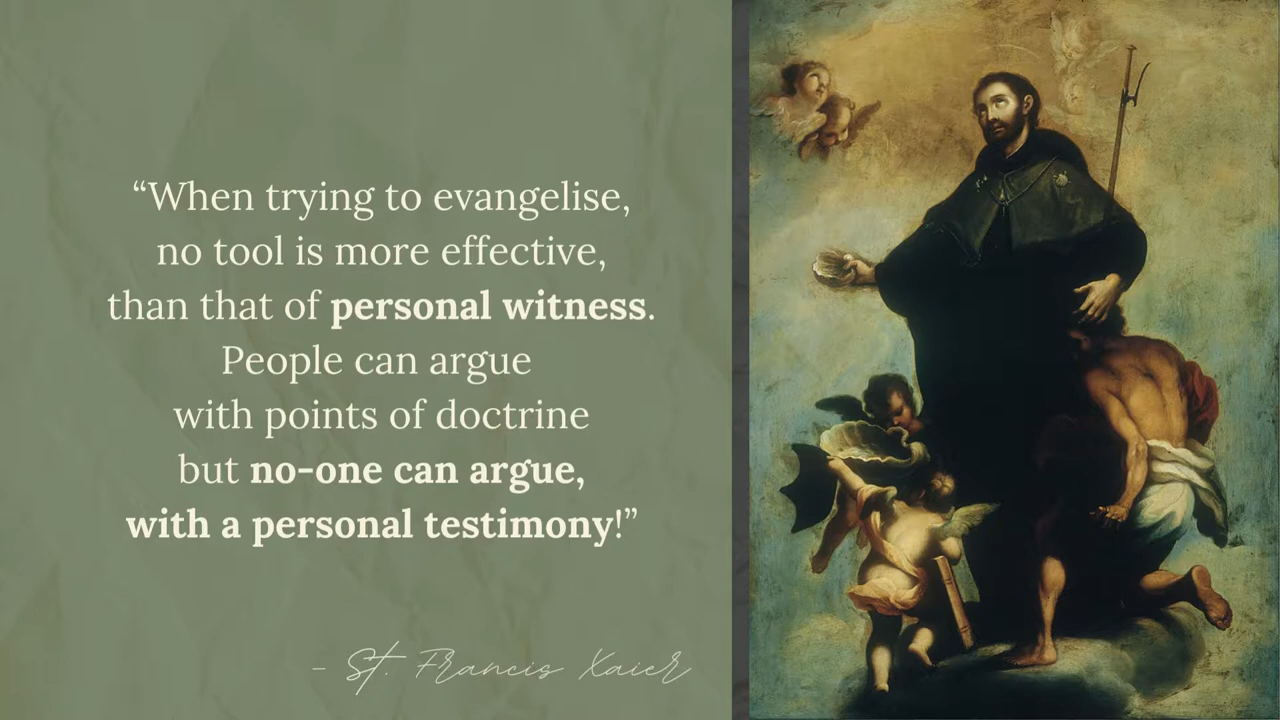 “When trying to evangelise,
no tool is more effective,
than that of personal witness.
People can argue
with points of doctrine
but no-one can argue,
with a personal testimony!”
– St. Francis Xaier